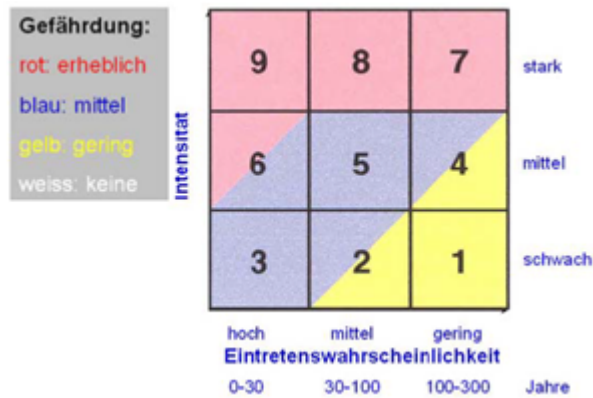 Gefährdung:
rot: erheblich
blau: mittel
gelb: gering
weiss: keine
Intensität
9 8 7 stark
6 5 4 mittel
3 2 1 schwach
hoch mittel gering
Eintretenswahrscheinlichkeit
0-30 30-100 100-300 Jahre